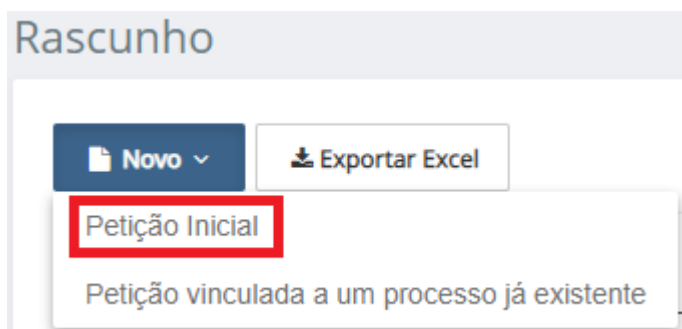 Rascunho
Novo
Exportar Excel
Petição Inicial
Petição vinculada a um processo já existente